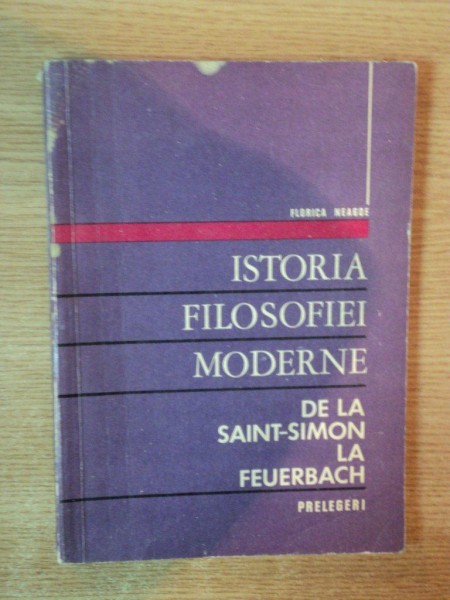 FLORICA NEAGOE
ISTORIA
FILOSOFIEI
MODERNE
DE LA
SAINT-SIMON
LA
FEUERBACH
PRELEGERI